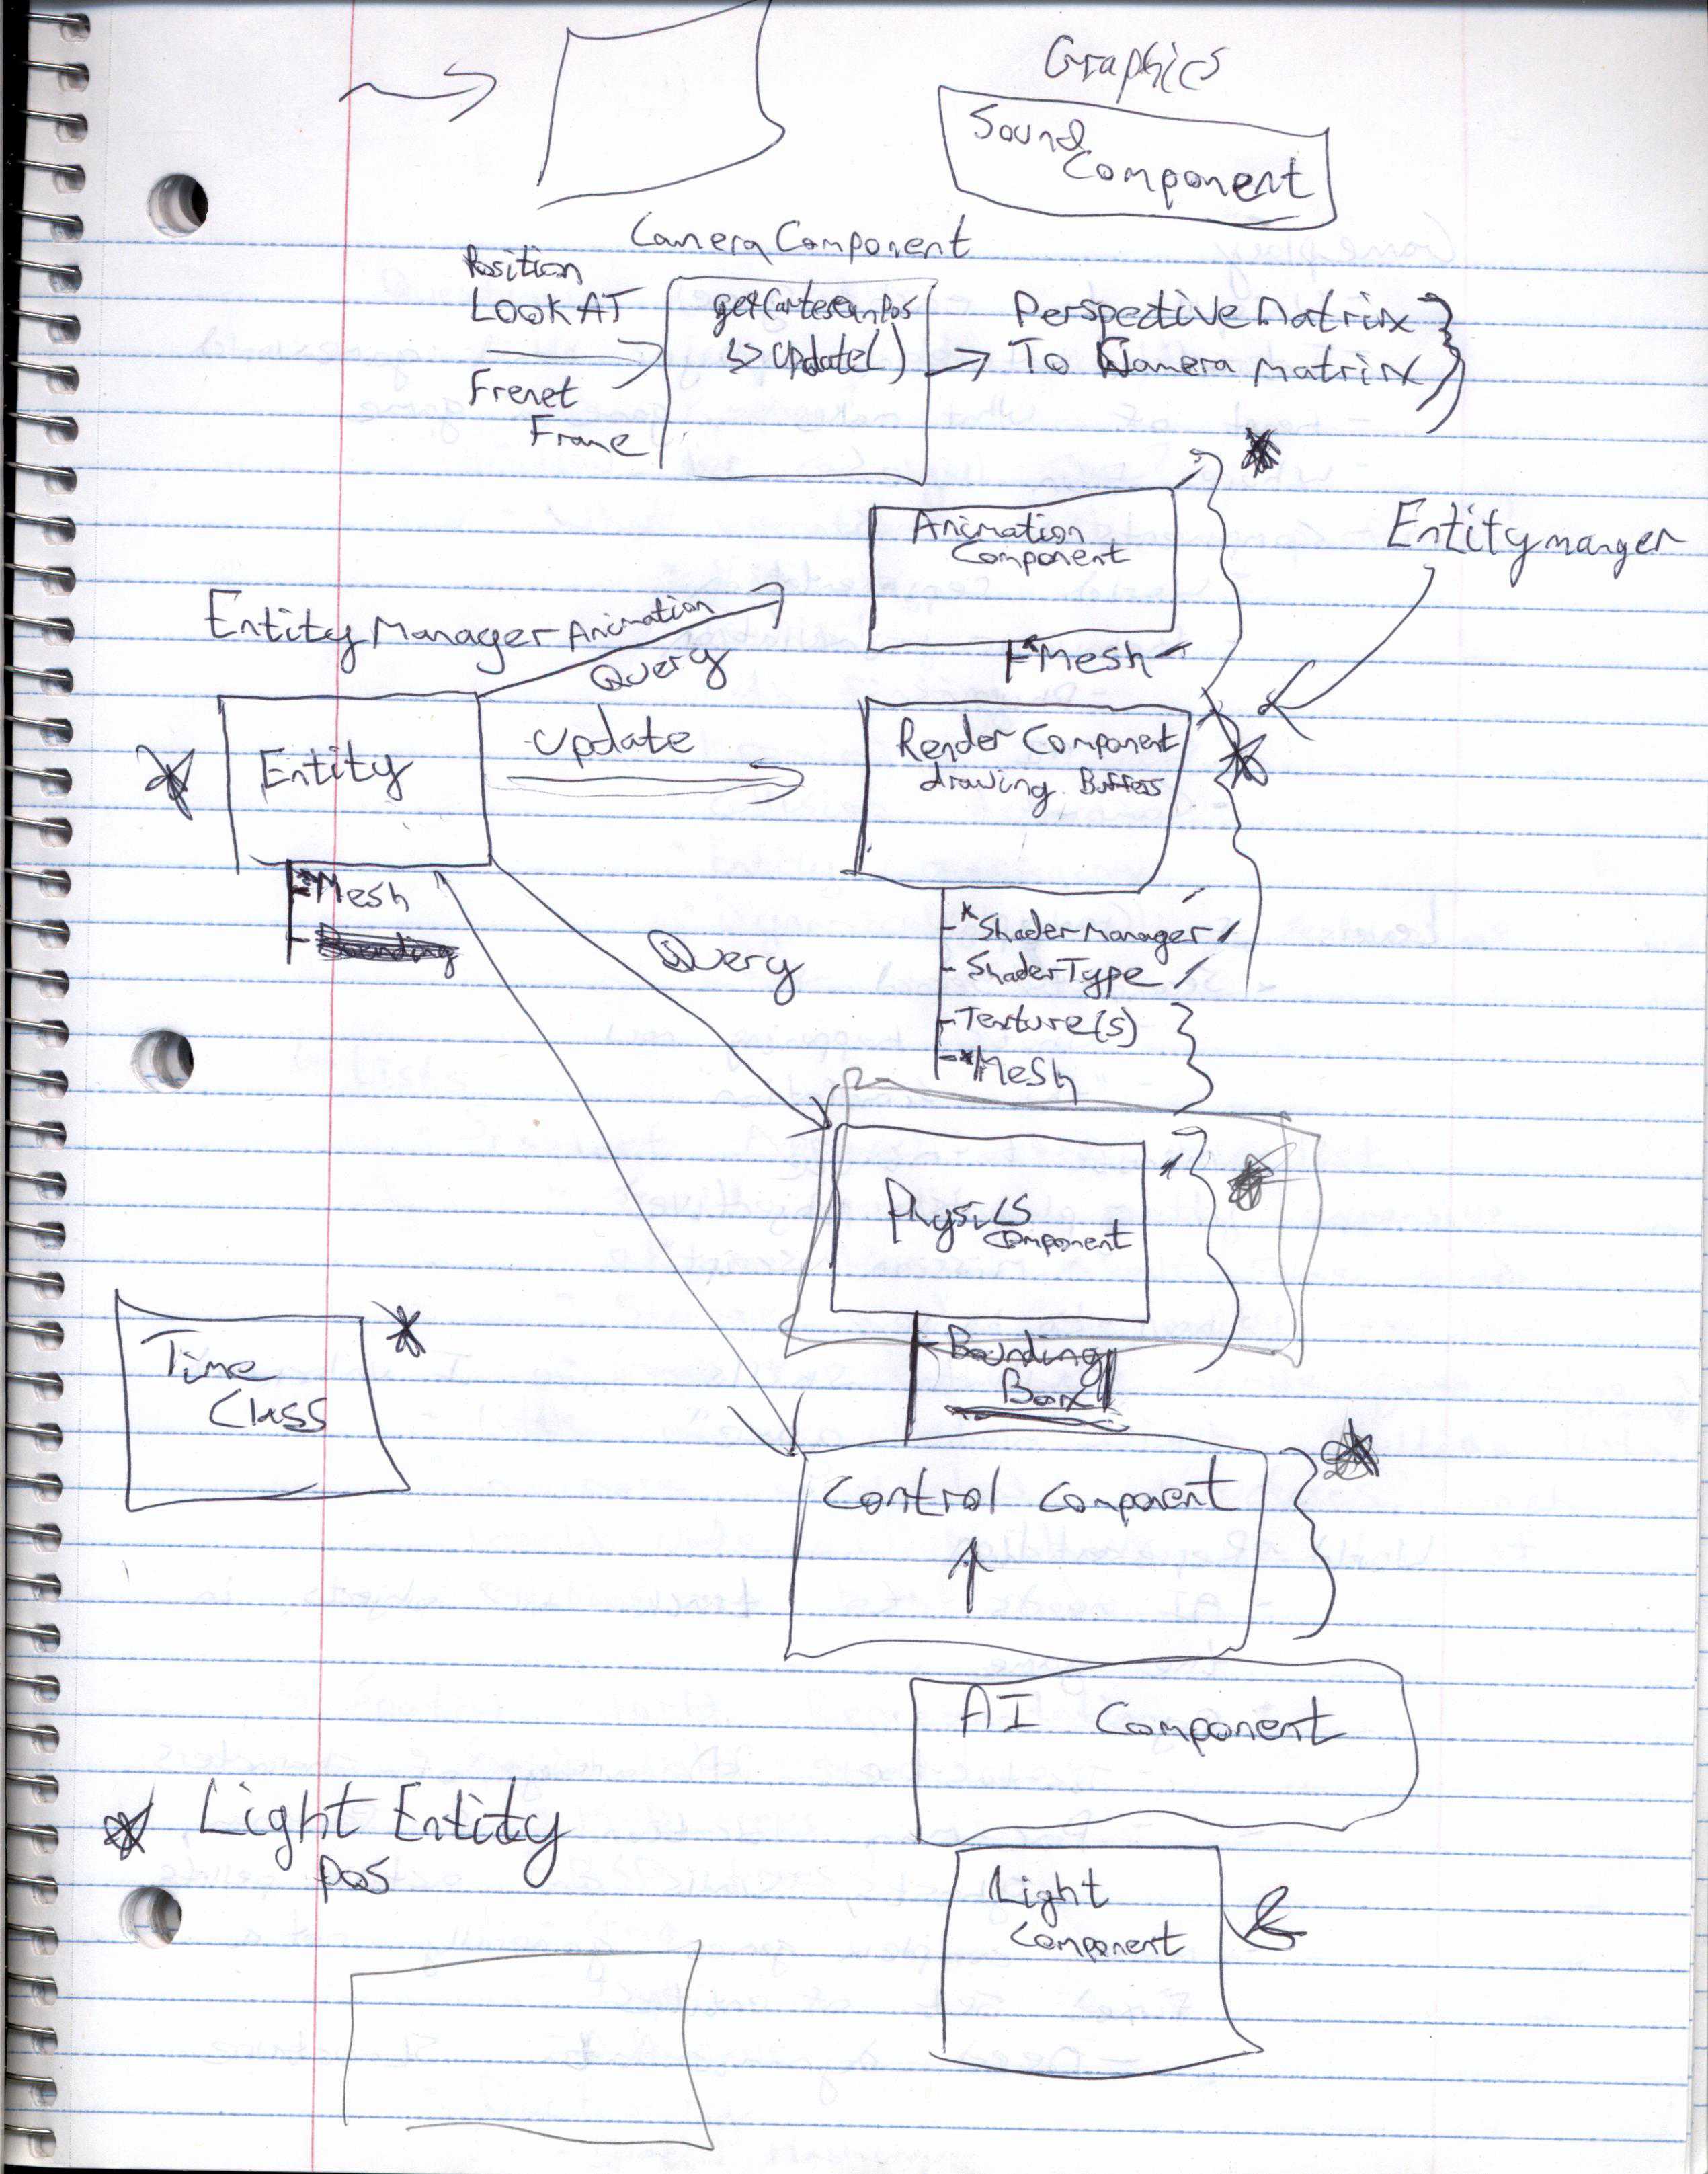 Graphics
Sound
Component
Camera Component
Position
LOOKAT
Frenet
Frame
getCarteseanPos
↳> Update()
Perspective Matrix
To Camera Matrix
Animation
Component
*Mesh
Entitymanger
Entity Manager Animation
Query
Update
Entity
*Mesh
Bounding
Render Component
drawing Buffers
*ShaderManager
- ShaderType
- Texture(s)
- *Mesh
Query
Physics
Component
- Bounding
Box
Time
Class
Control Component
AI Component
Light Entity
pos
Light
Component